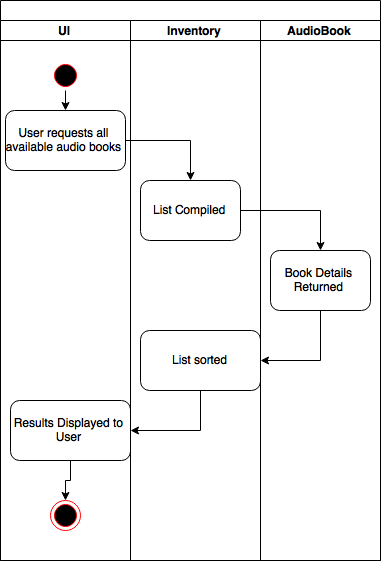 UI
Inventory
AudioBook
User requests all
available audio books
List Compiled
Book Details
Returned
List sorted
Results Displayed to
User